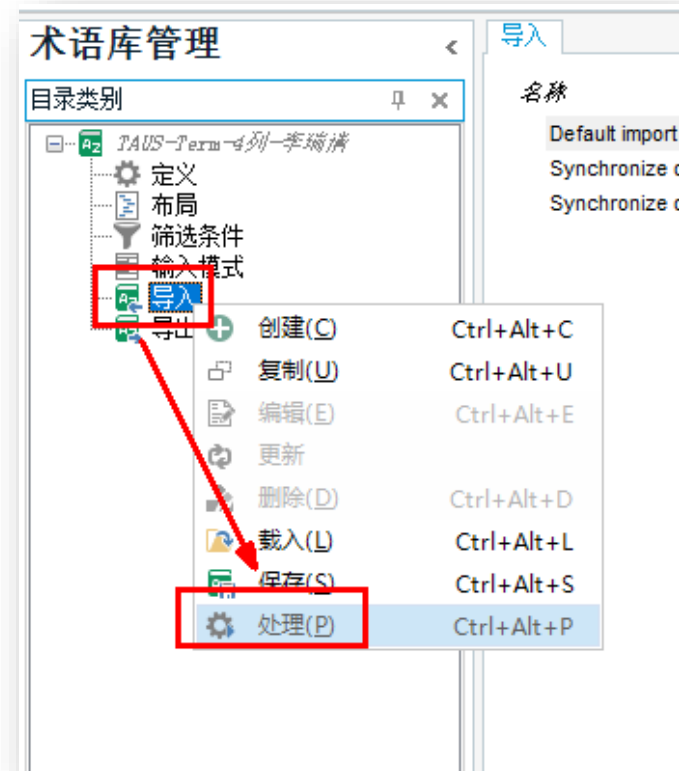 术语库管理
导入
目录类别
名称
TAUS-Term-4列-李瑞清
定义
布局
筛选条件
输入模式
导入
导出
Default import
Synchronize
Synchronize
创建(C) Ctrl+Alt+C
复制(U) Ctrl+Alt+U
编辑(E) Ctrl+Alt+E
更新
删除(D) Ctrl+Alt+D
载入(L) Ctrl+Alt+L
保存(S) Ctrl+Alt+S
处理(P) Ctrl+Alt+P